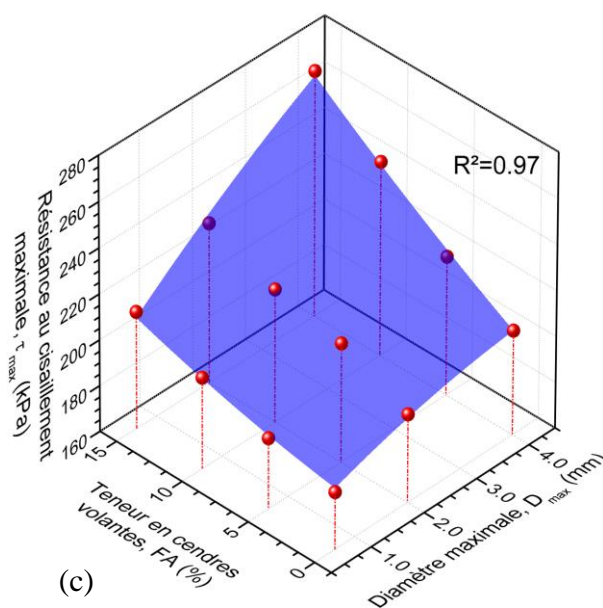 R²=0.97
280
260
240
220
200
180
160
Résistance au cisaillement
maximale, τ max (kPa)
15
10
5
0
Teneur en cendres
volantes, FA (%)
1.0
2.0
3.0
4.0
Diamètre maximale, D max (mm)
(c)